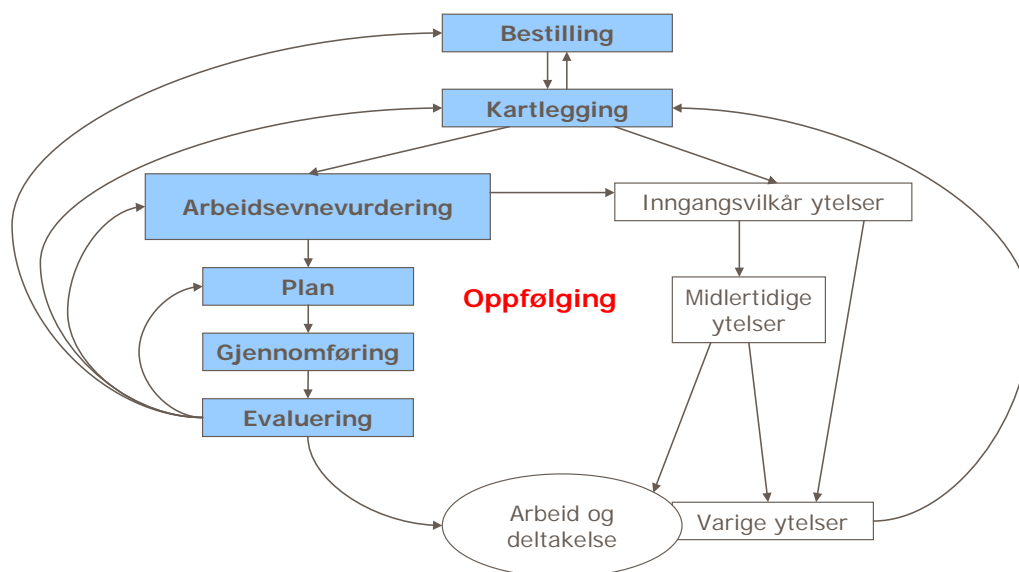 Bestilling
Kartlegging
Arbeidsevnevurdering
Inngangsvilkår ytelser
Plan
Oppfølging
Midlertidige
ytelser
Gjennomføring
Evaluering
Arbeid og
deltakelse
Varige ytelser